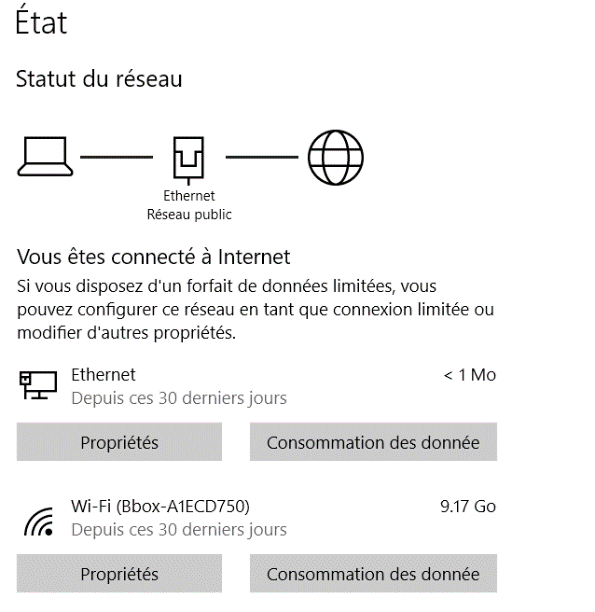 État
Statut du réseau
Ethernet
Réseau public
Vous êtes connecté à Internet
Si vous disposez d'un forfait de données limitées, vous
pouvez configurer ce réseau en tant que connexion limitée ou
modifier d'autres propriétés.
Ethernet < 1 Mo
Depuis ces 30 derniers jours
Propriétés Consommation des donnée
Wi-Fi (Bbox-A1ECD750) 9.17 Go
Depuis ces 30 derniers jours
Propriétés Consommation des donnée